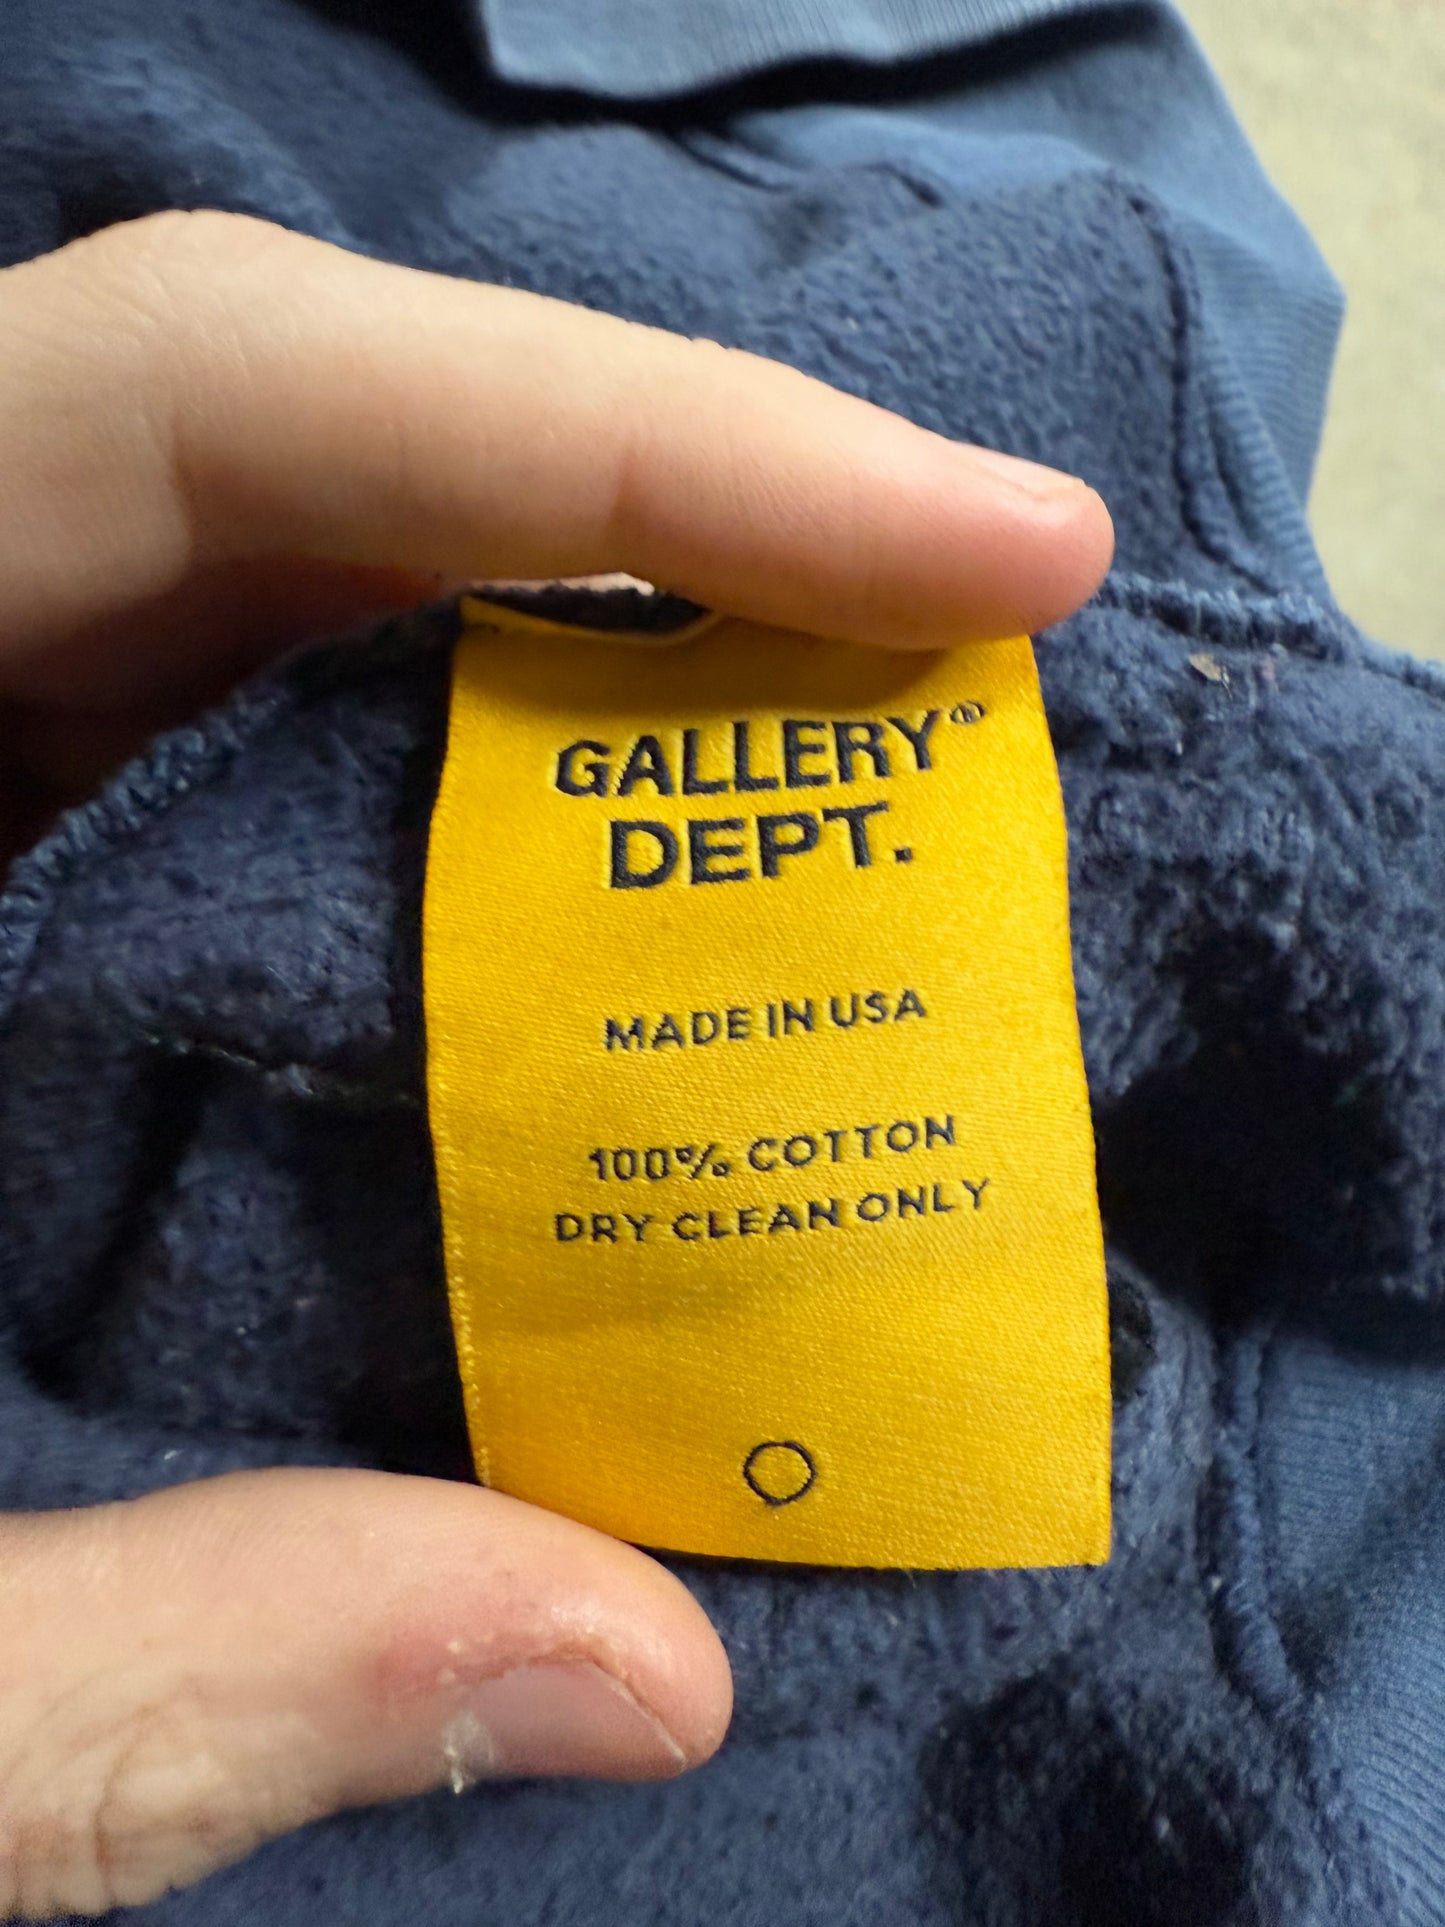 GALLERY®
DEPT.
MADE IN USA
100% COTTON
DRY CLEAN ONLY